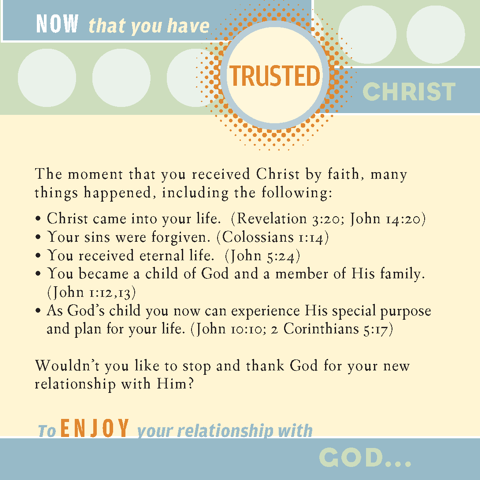 NOW that you have
TRUSTED
CHRIST
The moment that you received Christ by faith, many
things happened, including the following:
• Christ came into your life. (Revelation 3:20; John 14:20)
• Your sins were forgiven. (Colossians 1:14)
• You received eternal life. (John 5:24)
• You became a child of God and a member of His family.
(John 1:12,13)
• As God's child you now can experience His special purpose
and plan for your life. (John 10:10; 2 Corinthians 5:17)
Wouldn't you like to stop and thank God for your new
relationship with Him?
To ENJOY your relationship with
GOD...